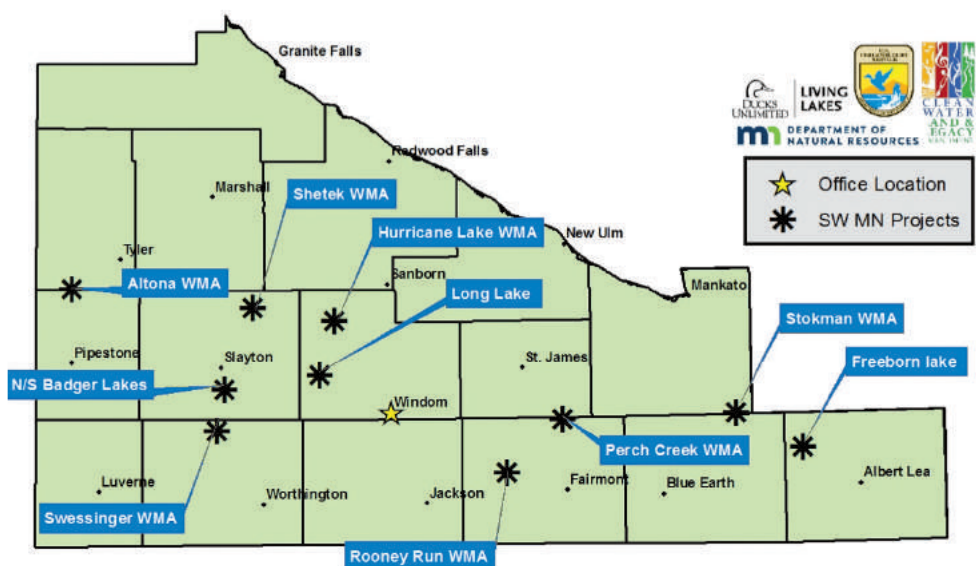 Granite Falls
DUCKS
UNLIMITED
LIVING
LAKES
CLEAN
WATER
AND
LEGACY
DEPARTMENT OF
NATURAL RESOURCES
Redwood Falls
Marshall
Shetek WMA
Office Location
SW MN Projects
Hurricane Lake WMA
New Ulm
Tyler
Altona WMA
Sanborn
Long Lake
Mankato
Stokman WMA
Pipestone
Slayton
St. James
Freeborn lake
N/S Badger Lakes
Windom
Perch Creek WMA
Luverne
Worthington
Jackson
Fairmont
Blue Earth
Albert Lea
Swessinger WMA
Rooney Run WMA